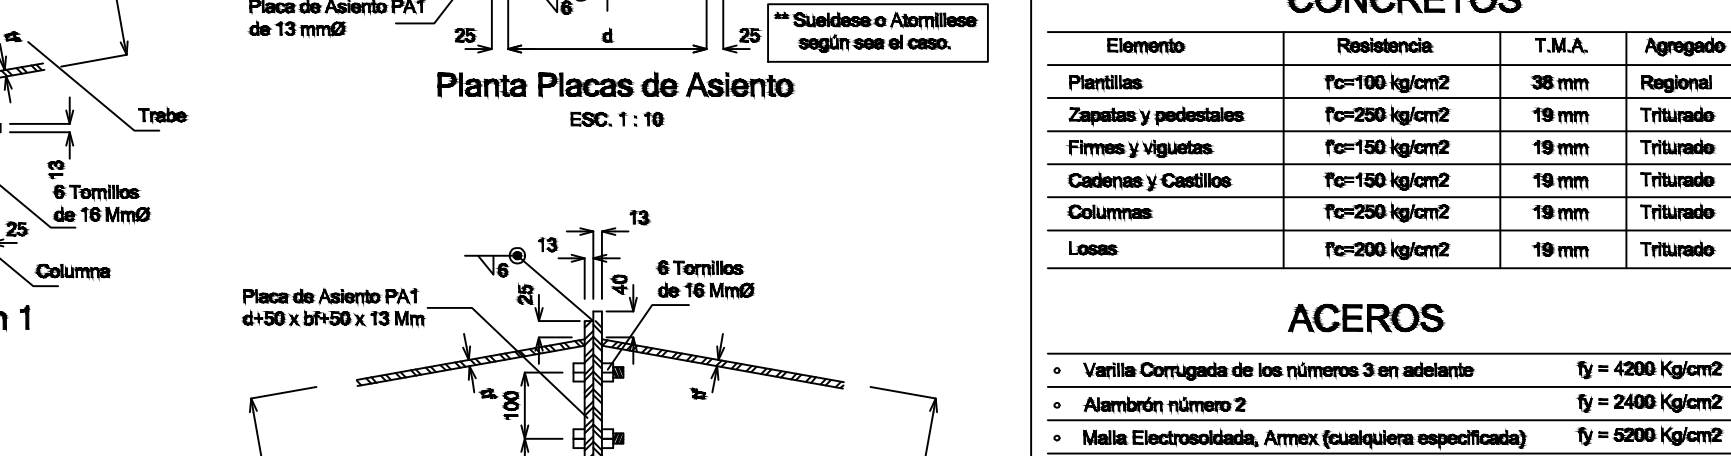 Placa de Asiento PA1
de 13 mmØ
6
25
d
25
** Sueldese o Atornillese
según sea el caso.
Planta Placas de Asiento
ESC. 1 : 10
tf
Trabe
13
6 Tornillos
de 16 MmØ
25
Columna
1
13
13
6
25
40
6 Tornillos
de 16 MmØ
Placa de Asiento PA1
d+50 x bf+50 x 13 Mm
tf
tf
100
CONCRETOS
Elemento Resistencia T.M.A. Agregado
Plantillas f'c=100 kg/cm2 38 mm Regional
Zapatas y pedestales f'c=250 kg/cm2 19 mm Triturado
Firmes y viguetas f'c=150 kg/cm2 19 mm Triturado
Cadenas y Castillos f'c=150 kg/cm2 19 mm Triturado
Columnas f'c=250 kg/cm2 19 mm Triturado
Losas f'c=200 kg/cm2 19 mm Triturado
ACEROS
Varilla Corrugada de los números 3 en adelante fy = 4200 Kg/cm2
Alambrón número 2 fy = 2400 Kg/cm2
Malla Electrosoldada, Armex (cualquiera especificada) fy = 5200 Kg/cm2